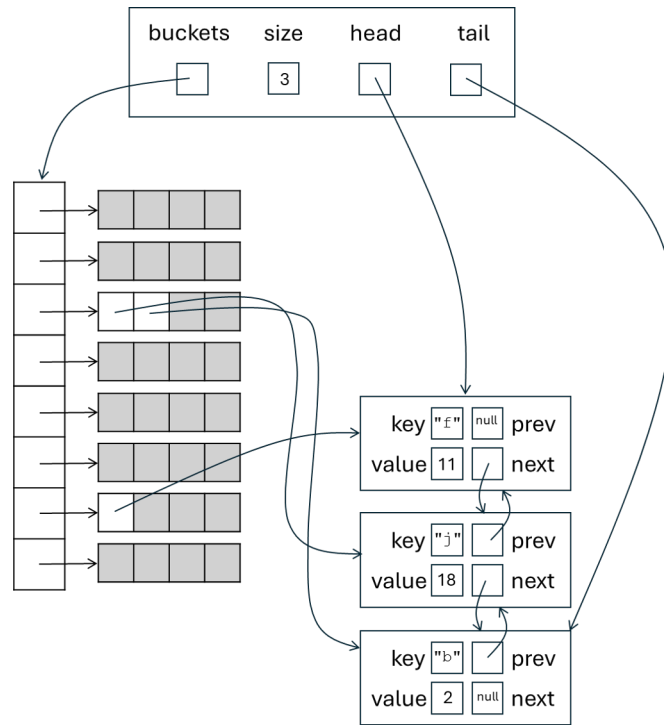 buckets size head tail
3
key "f" null prev
value 11 next
key "j" prev
value 18 next
key "b" prev
value 2 null next